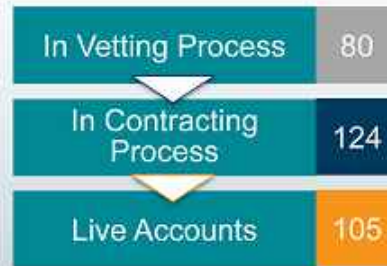 In Vetting Process 80
In Contracting
Process 124
Live Accounts 105